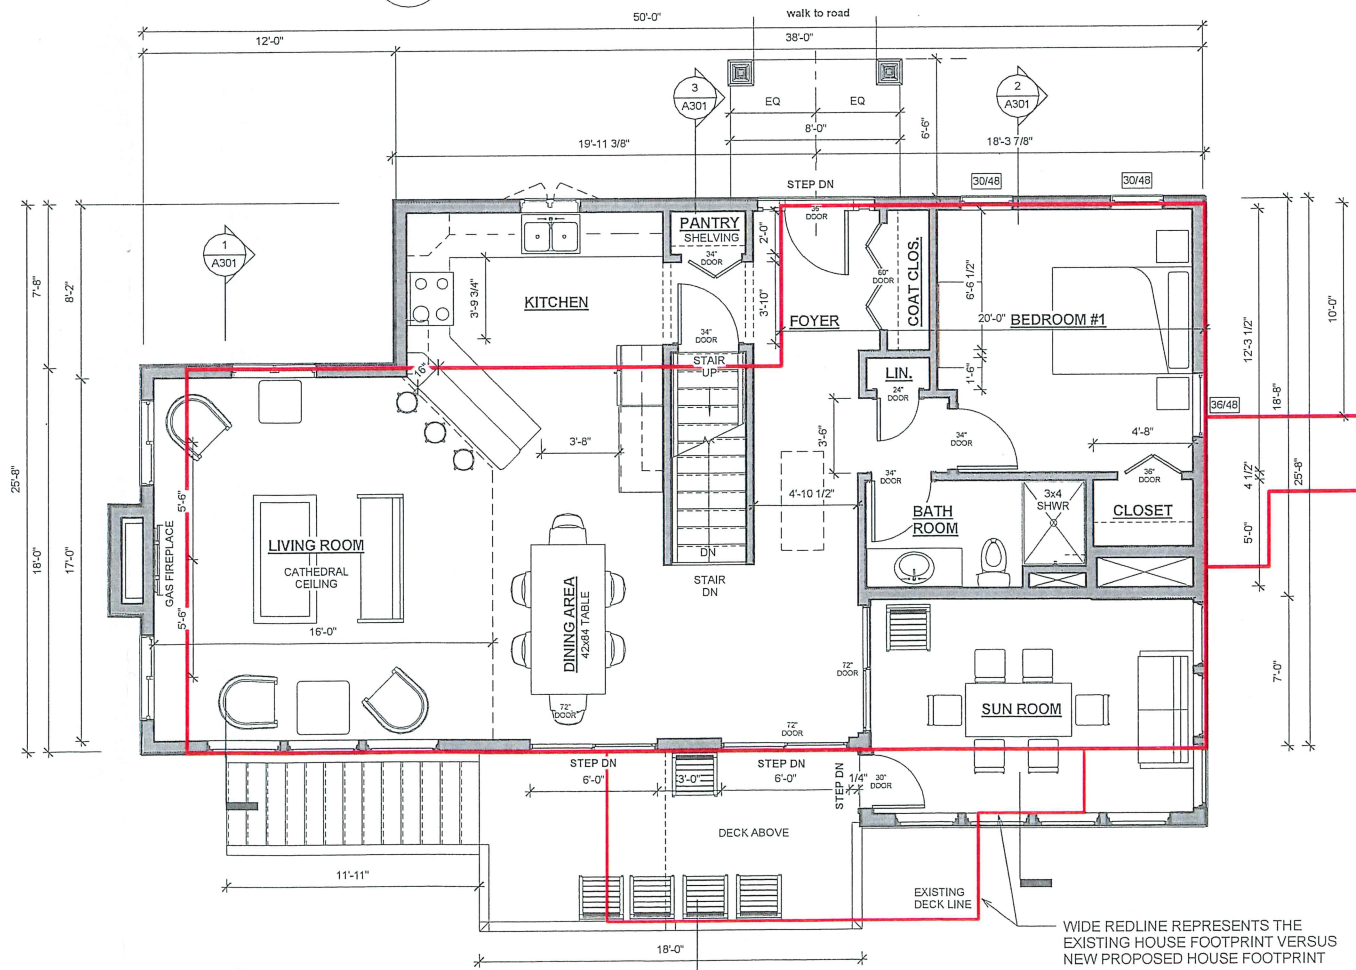 50'-0"
walk to road
12'-0"
38'-0"
3
A301
2
A301
EQ
EQ
8'-0"
6'-6"
19'-11 3/8"
18'-3 7/8"
STEP DN
30/48
30/48
36"
DOOR
1
A301
PANTRY
SHELVING
34"
DOOR
2'-0"
60"
DOOR
COAT CLOS.
6'-6 1/2"
7'-8"
8'-2"
3'-9 3/4"
KITCHEN
3'-10"
FOYER
20'-0"
BEDROOM #1
12'-3 1/2"
10'-0"
34"
DOOR
STAIR
UP
16"
LIN.
1'-6"
24"
DOOR
36/48
18'-8"
3'-8"
3'-6"
34"
DOOR
4'-8"
36"
DOOR
25'-8"
5'-6"
4'-10 1/2"
34"
DOOR
3x4
SHWR
4 1/2"
25'-8"
BATH
ROOM
CLOSET
LIVING ROOM
CATHEDRAL
CEILING
GAS FIREPLACE
18'-0"
17'-0"
DN
STAIR
DN
5'-0"
5'-6"
16'-0"
DINING AREA
42x84 TABLE
72"
DOOR
7'-0"
72"
DOOR
72"
DOOR
SUN ROOM
STEP DN
STEP DN
6'-0"
3'-0"
6'-0"
STEP DN
1/4"
30"
DOOR
DECK ABOVE
11'-11"
EXISTING
DECK LINE
WIDE REDLINE REPRESENTS THE
EXISTING HOUSE FOOTPRINT VERSUS
NEW PROPOSED HOUSE FOOTPRINT
18'-0"